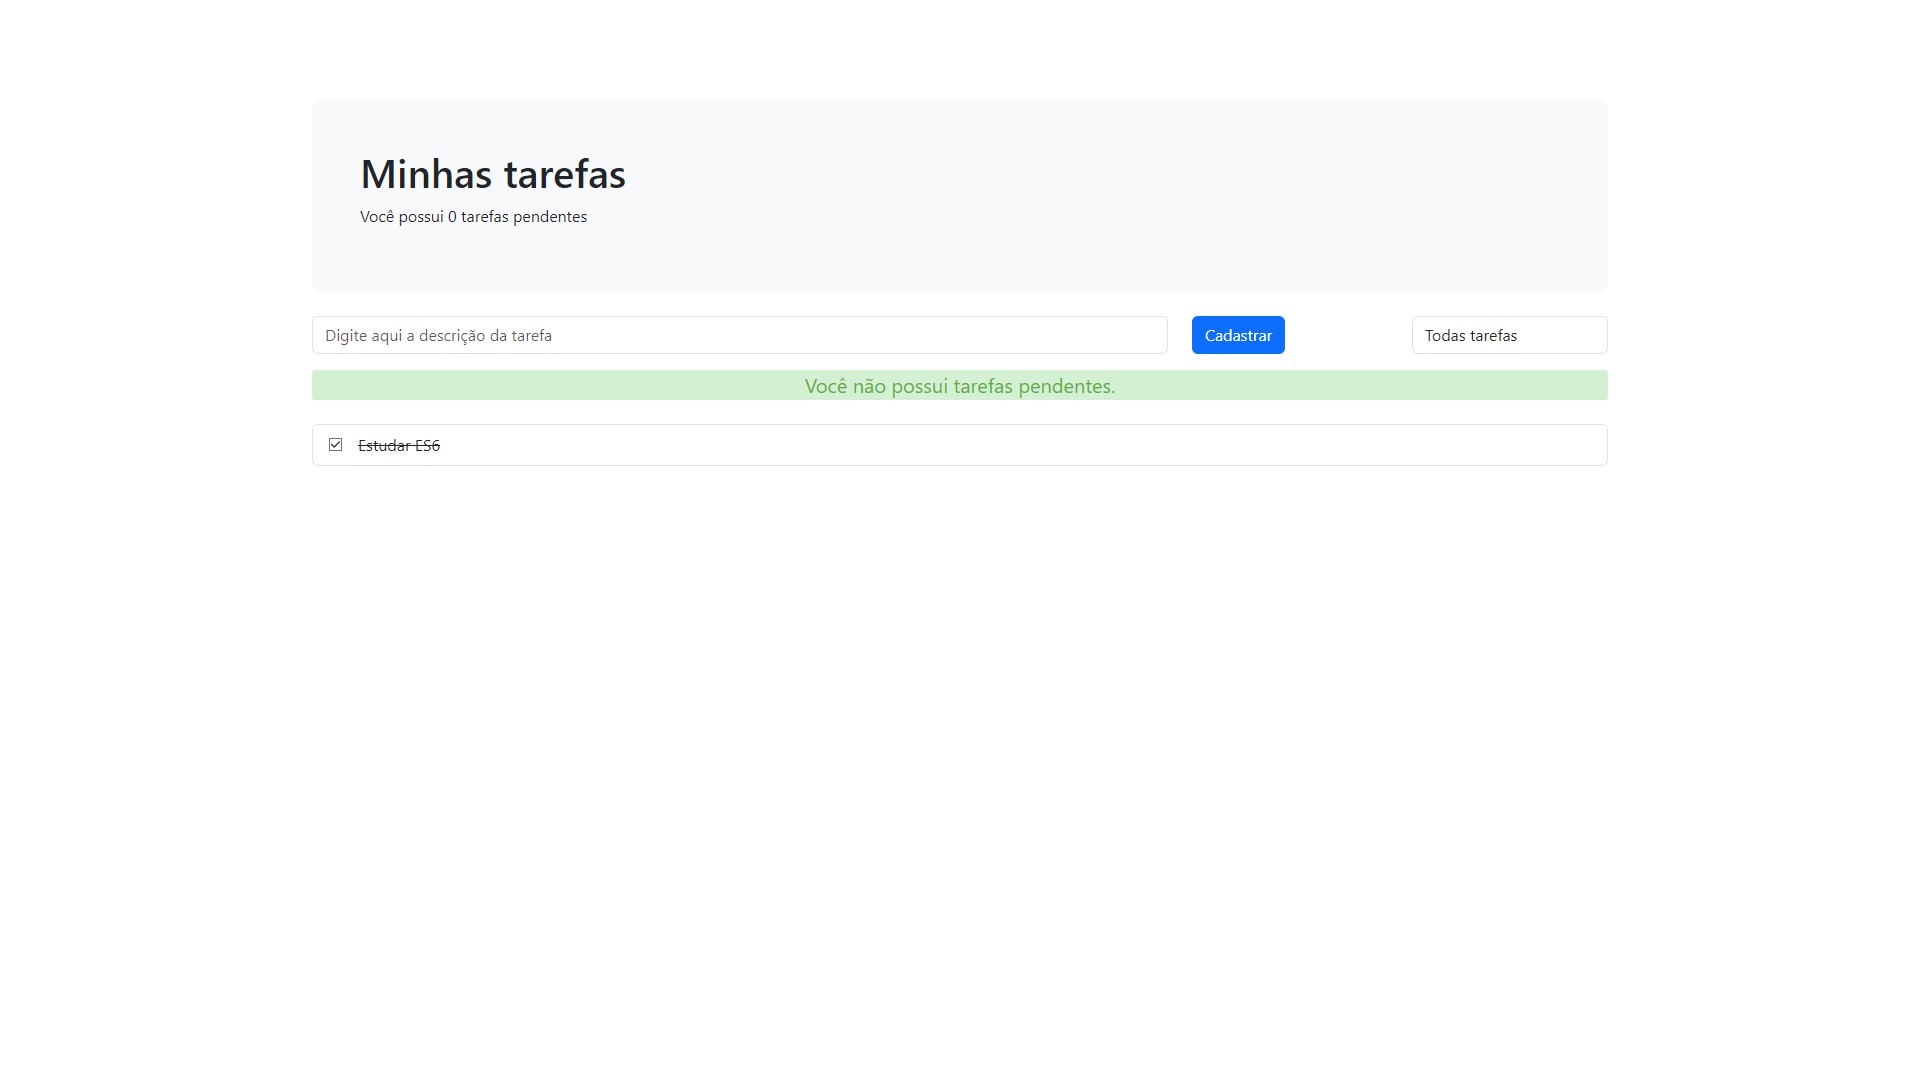 Minhas tarefas
Você possui 0 tarefas pendentes
Digite aqui a descrição da tarefa
Cadastrar
Todas tarefas
Você não possui tarefas pendentes.
Estudar ES6